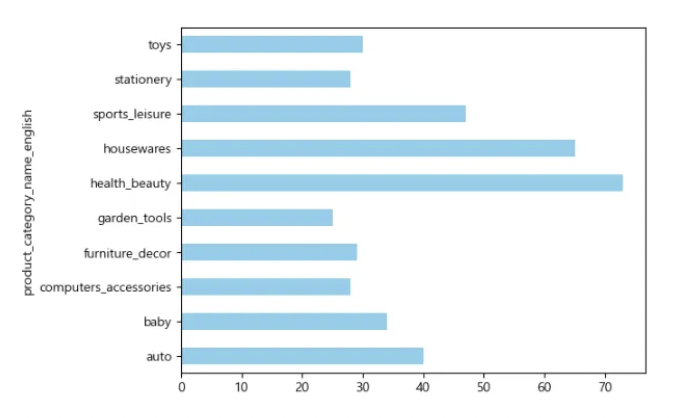 toys
stationery
sports_leisure
housewares
health_beauty
garden_tools
furniture_decor
computers_accessories
baby
auto
product_category_name_english
0 10 20 30 40 50 60 70